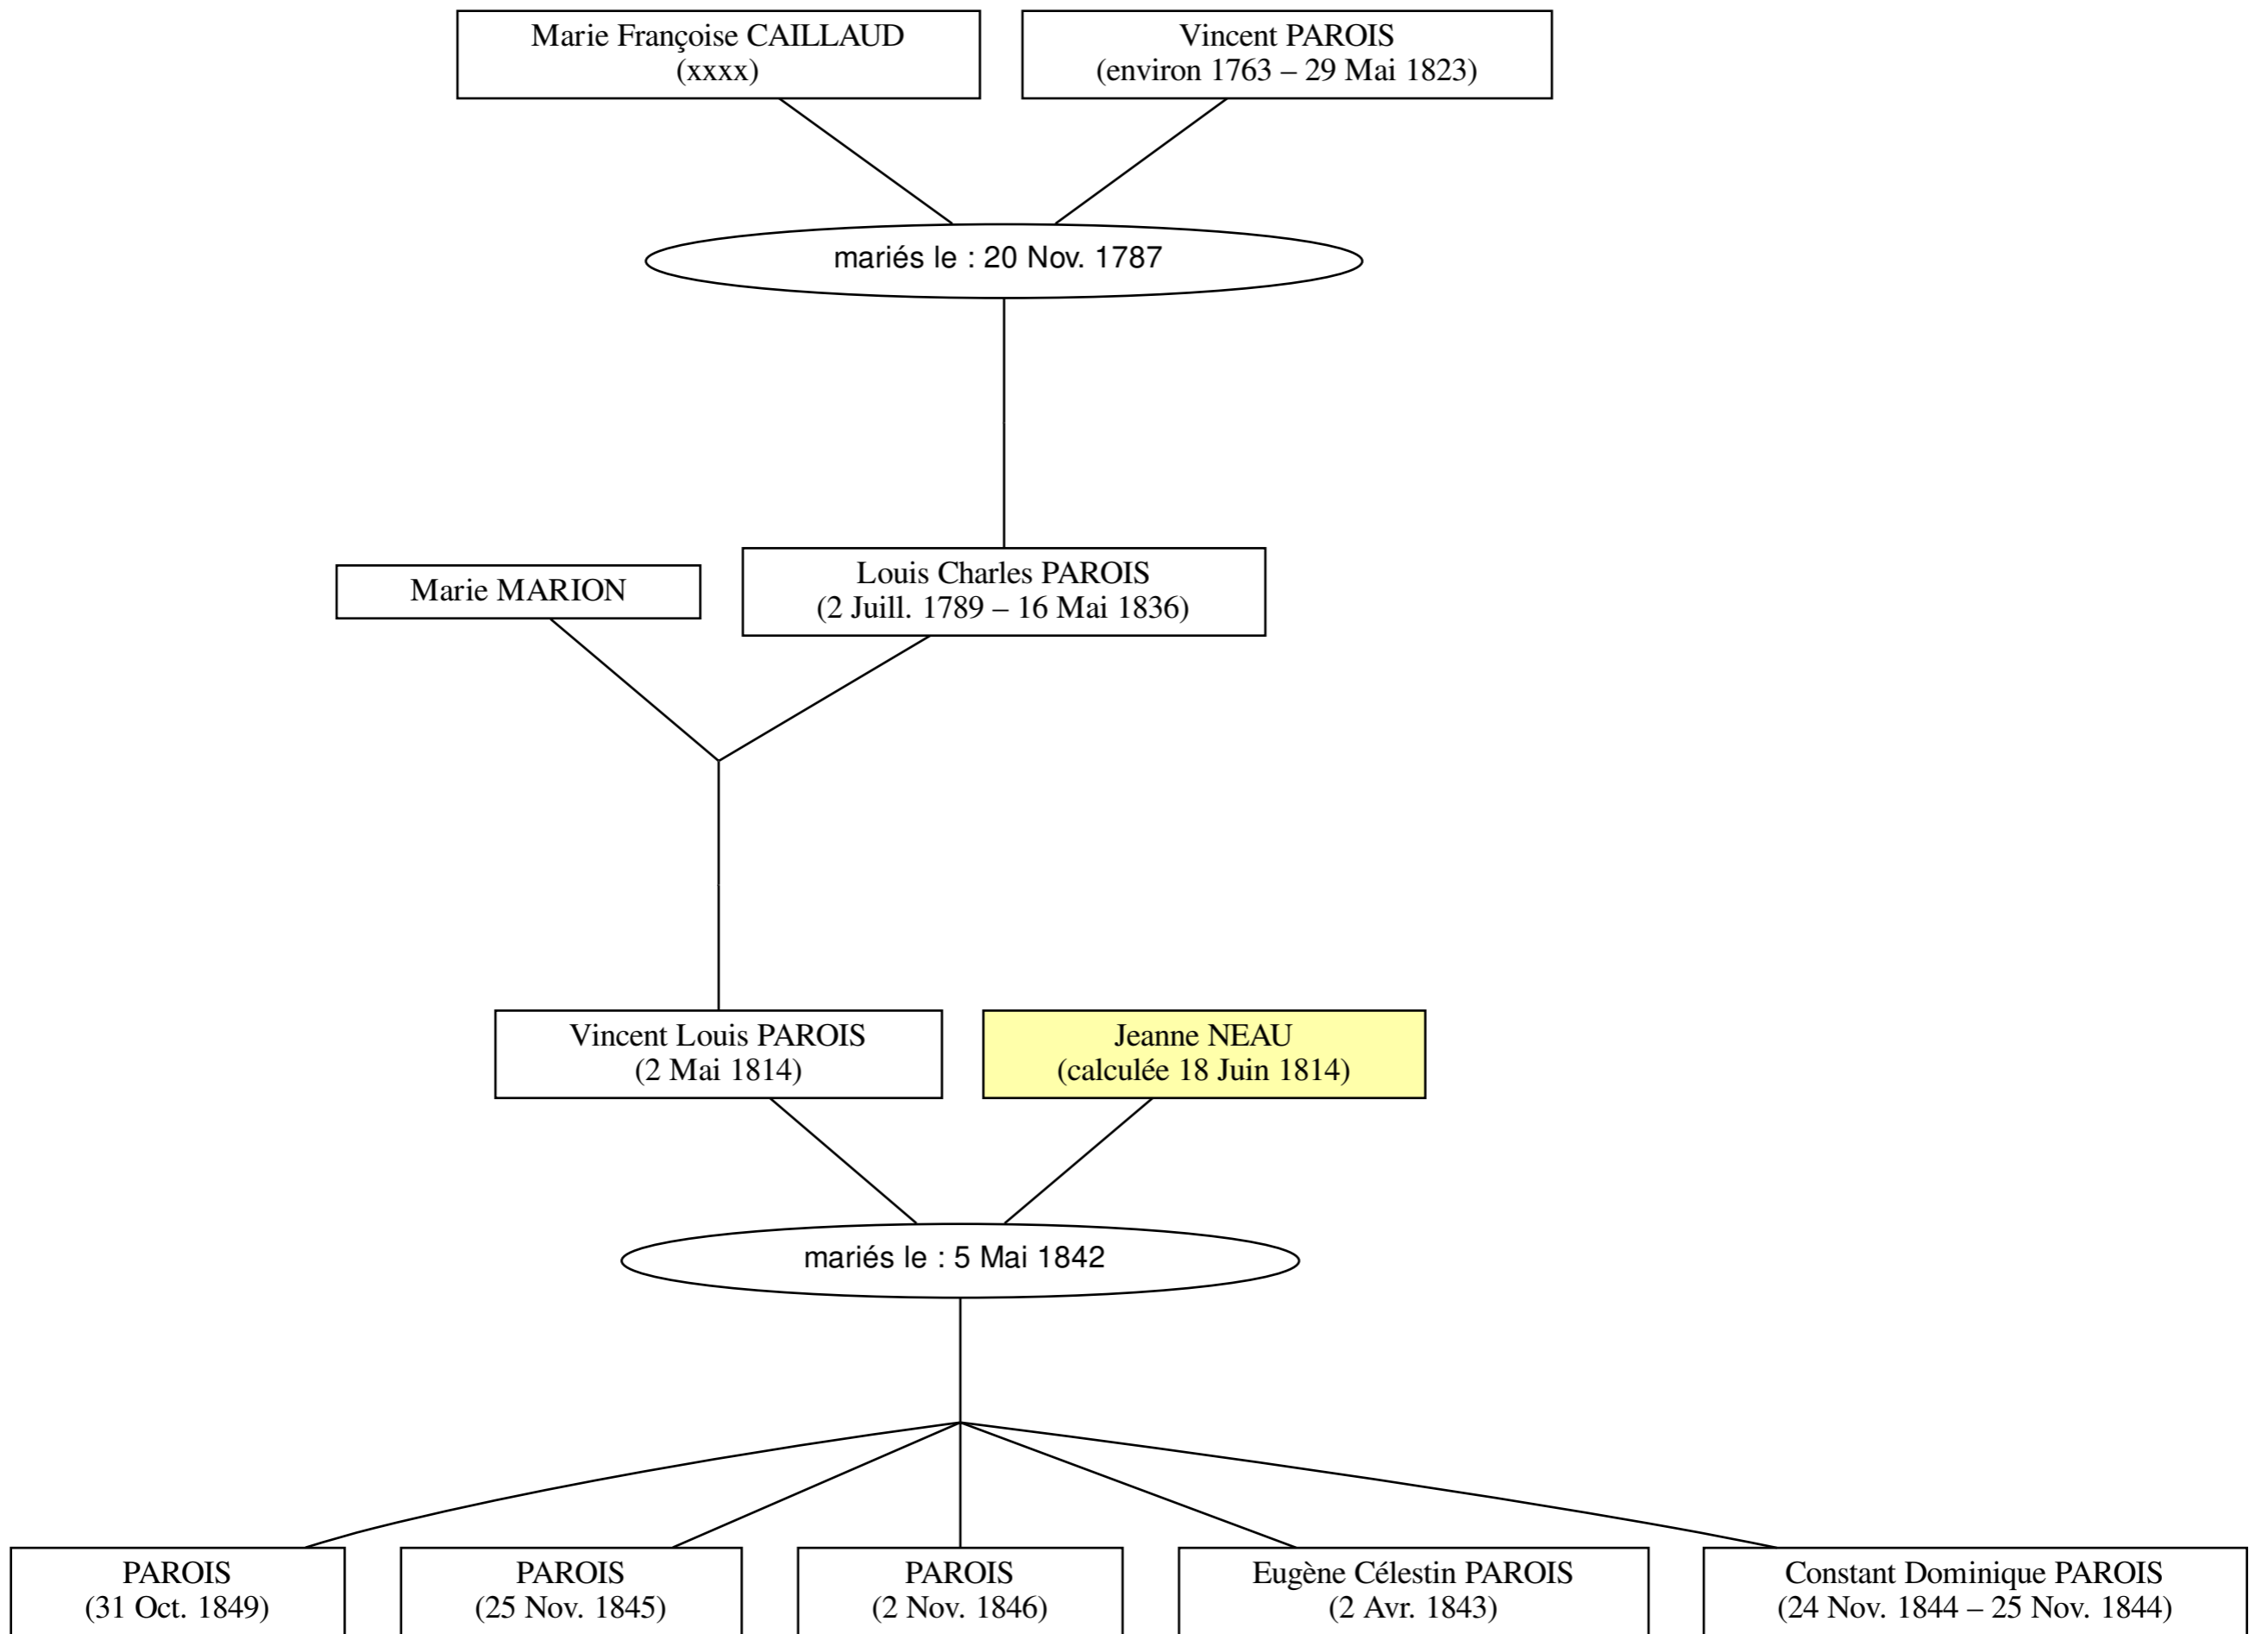 Marie Françoise CAILLAUD
(xxxx)
Vincent PAROIS
(environ 1763 – 29 Mai 1823)
mariés le : 20 Nov. 1787
Marie MARION
Louis Charles PAROIS
(2 Juill. 1789 – 16 Mai 1836)
Vincent Louis PAROIS
(2 Mai 1814)
Jeanne NEAU
(calculée 18 Juin 1814)
mariés le : 5 Mai 1842
PAROIS
(31 Oct. 1849)
PAROIS
(25 Nov. 1845)
PAROIS
(2 Nov. 1846)
Eugène Célestin PAROIS
(2 Avr. 1843)
Constant Dominique PAROIS
(24 Nov. 1844 – 25 Nov. 1844)